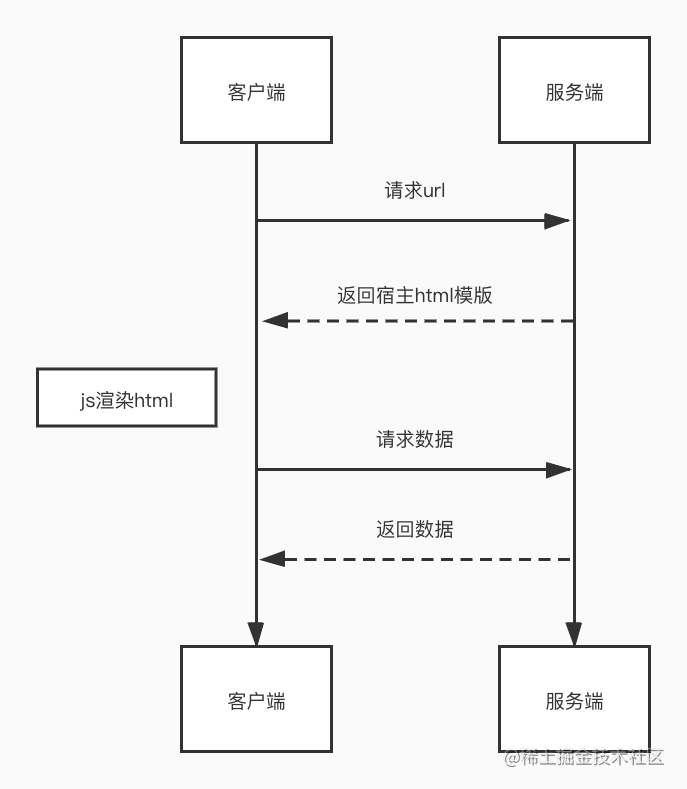 客户端
服务端
请求url
返回宿主html模版
js渲染html
请求数据
返回数据
客户端
服务端
@稀土掘金技术社区